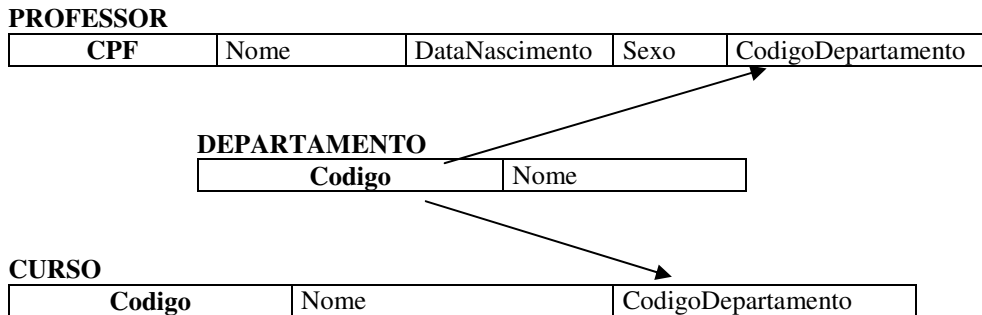 PROFESSOR
CPF Nome DataNascimento Sexo CodigoDepartamento
DEPARTAMENTO
Codigo Nome
CURSO
Codigo Nome CodigoDepartamento